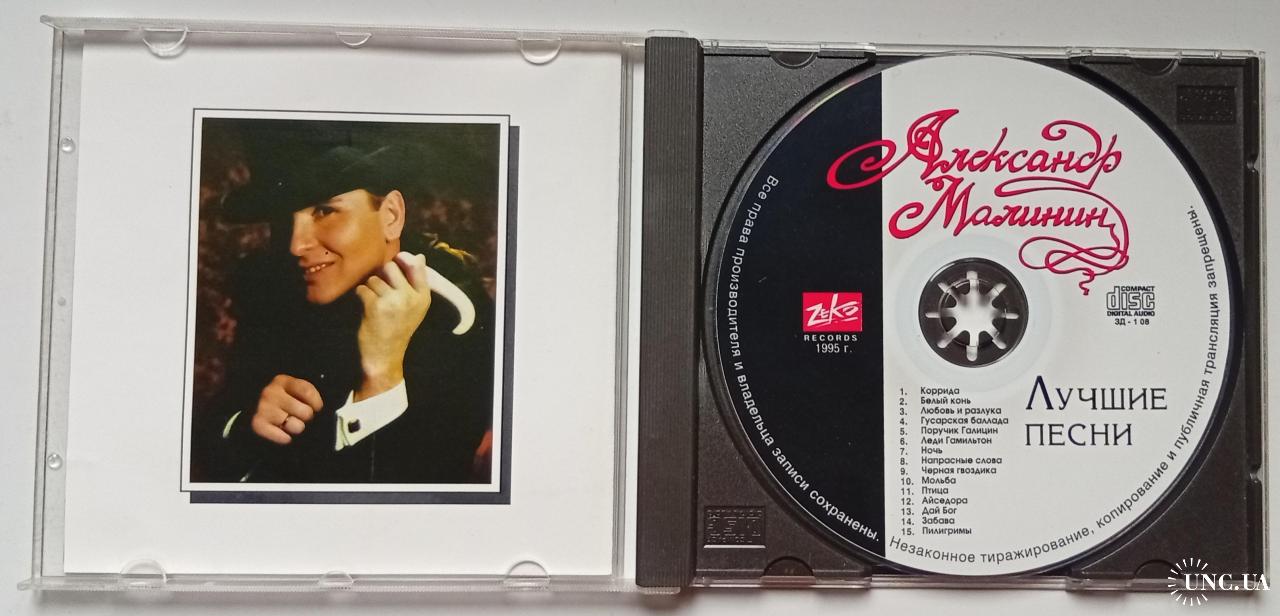 Александр
Малинин
Все права производителя и владельца записи сохранены.
Незаконное тиражирование, копирование и публичная трансляция запрещены.
ZEKO
RECORDS
1995 г.
COMPACT
disc
DIGITAL AUDIO
ЗД - 1 08
Лучшие
песни
1. Коррида
2. Белый конь
3. Любовь и разлука
4. Гусарская баллада
5. Поручик Галицин
6. Леди Гамильтон
7. Ночь
8. Напрасные слова
9. Черная гвоздика
10. Мольба
11. Птица
12. Айседора
13. Дай Бог
14. Забава
15. Пилигримы
UNC.UA